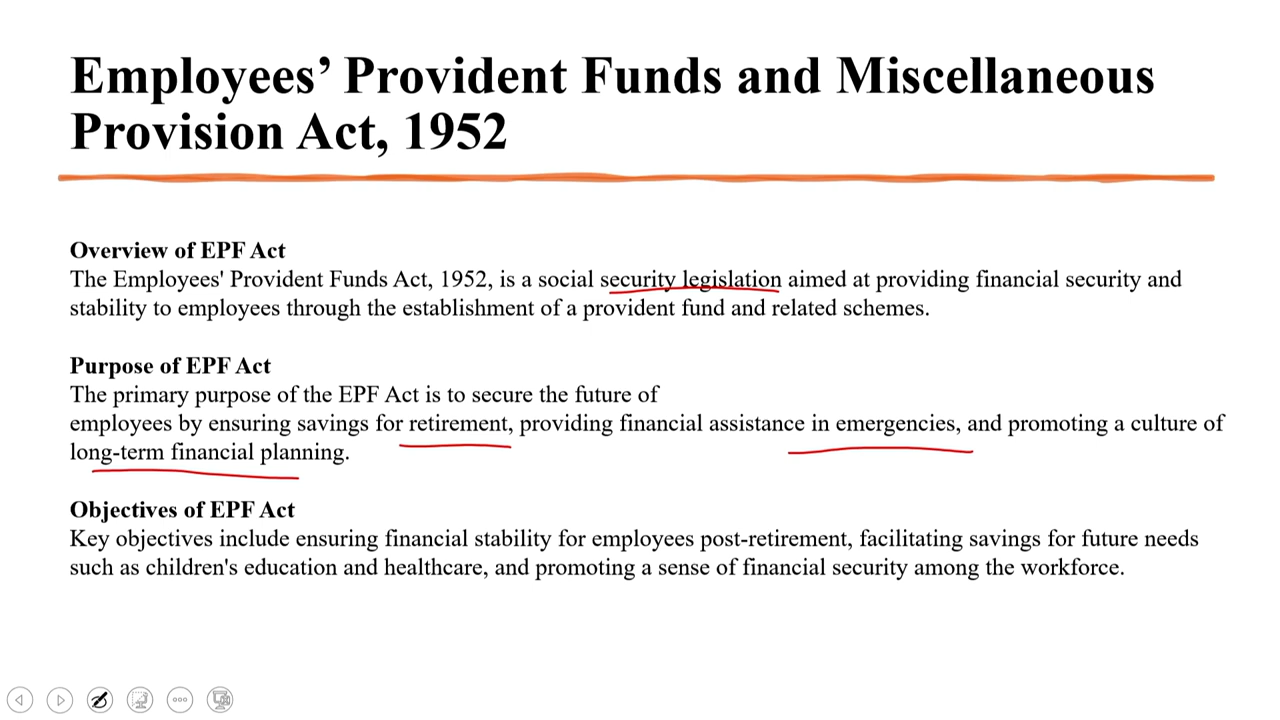 Employees’ Provident Funds and Miscellaneous
Provision Act, 1952
Overview of EPF Act
The Employees' Provident Funds Act, 1952, is a social security legislation aimed at providing financial security and
stability to employees through the establishment of a provident fund and related schemes.
Purpose of EPF Act
The primary purpose of the EPF Act is to secure the future of
employees by ensuring savings for retirement, providing financial assistance in emergencies, and promoting a culture of
long-term financial planning.
Objectives of EPF Act
Key objectives include ensuring financial stability for employees post-retirement, facilitating savings for future needs
such as children's education and healthcare, and promoting a sense of financial security among the workforce.